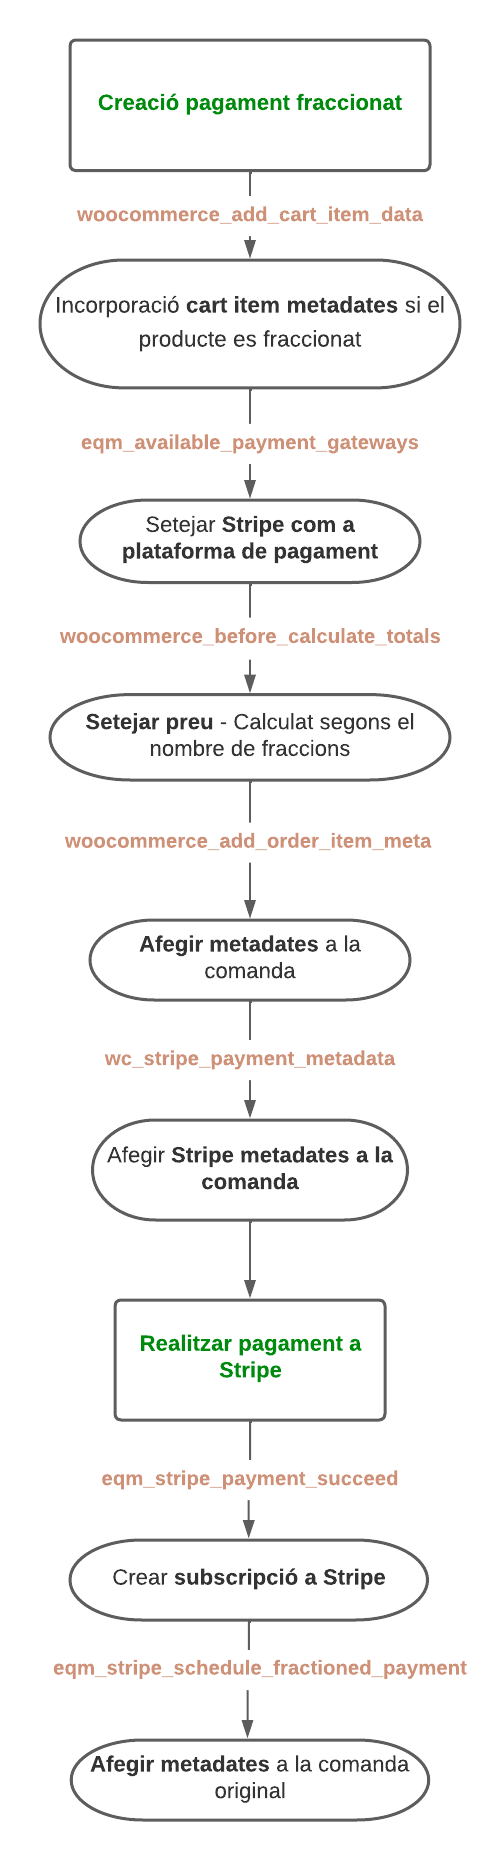 Creació pagament fraccionat
woocommerce_add_cart_item_data
Incorporació cart item metadates si el
producte es fraccionat
eqm_available_payment_gateways
Setejar Stripe com a
plataforma de pagament
woocommerce_before_calculate_totals
Setejar preu - Calculat segons el
nombre de fraccions
woocommerce_add_order_item_meta
Afegir metadates a la
comanda
wc_stripe_payment_metadata
Afegir Stripe metadates a la
comanda
Realitzar pagament a
Stripe
eqm_stripe_payment_succeed
Crear subscripció a Stripe
eqm_stripe_schedule_fractioned_payment
Afegir metadates a la comanda
original